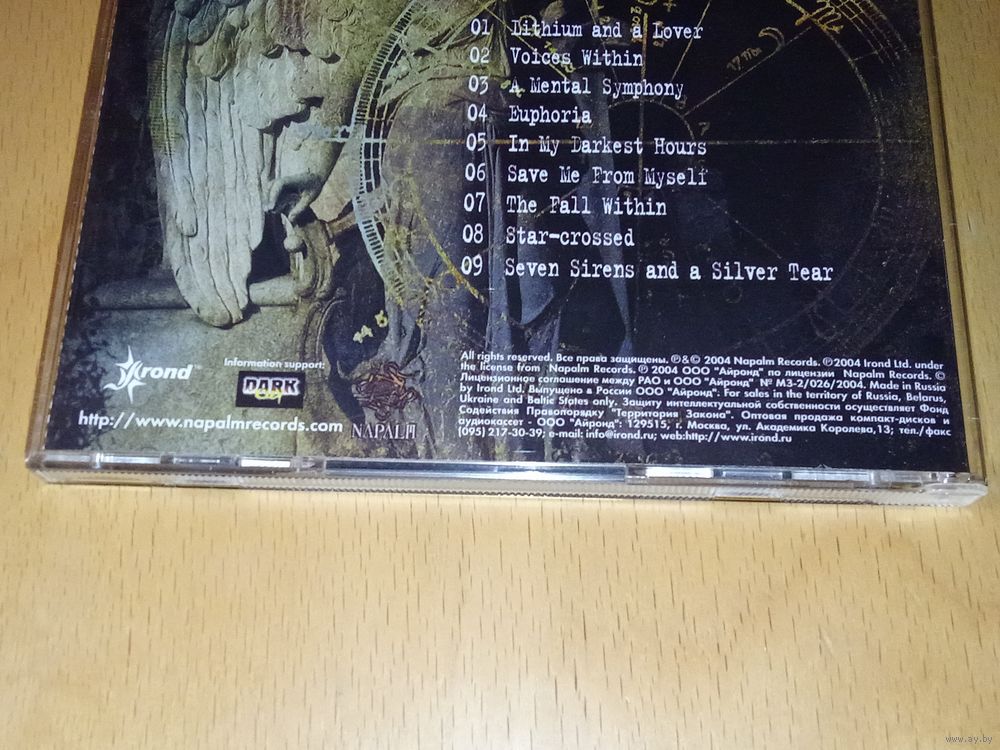 01 Lithium and a Lover
02 Voices Within
03 A Mental Symphony
04 Euphoria
05 In My Darkest Hours
06 Save Me From Myself
07 The Fall Within
08 Star-crossed
09 Seven Sirens and a Silver Tear
Irond
Information support:
DARK
City
http://www.napalmrecords.com
NAPALM
All rights reserved. Все права защищены. ℗&© 2004 Napalm Records. ℗2004 Irond Ltd. under
the license from Napalm Records. ℗ 2004 ООО "Айронд" по лицензии Napalm Records. ©
Лицензионное соглашение между РАО и ООО "Айронд" № МЗ-2/026/2004. Made in Russia
by Irond Ltd. Выпущено в России ООО "Айронд". For sales in the territory of Russia, Belarus,
Ukraine and Baltic States only. Защиту интеллектуальной собственности осуществляет Фонд
Содействия Правопорядку "Территория Закона". Оптовая продажа компакт-дисков и
аудиокассет - ООО "Айронд": 129515, г. Москва, ул. Академика Королева,13; тел./факс
(095) 217-30-39; e-mail: info@irond.ru; web:http://www.irond.ru
www.ay.by